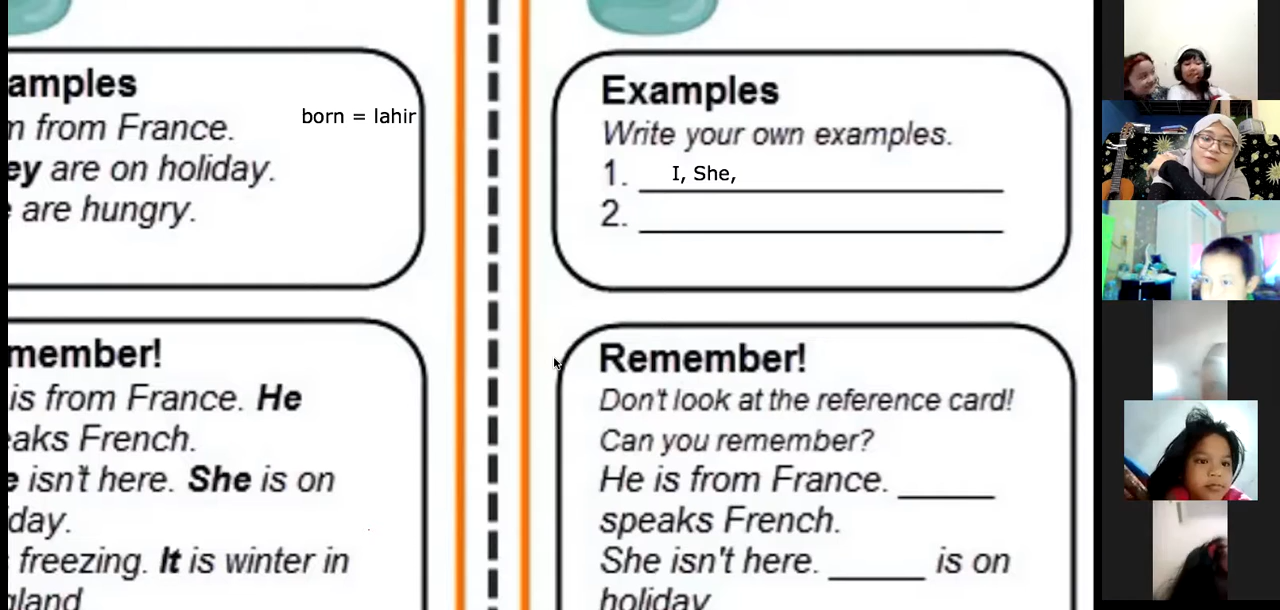 amples
m from France.
born = lahir
ey are on holiday.
are hungry.
member!
is from France. He
eaks French.
e isn't here. She is on
iday.
freezing. It is winter in
gland
Examples
Write your own examples.
1. I, She,
2.
Remember!
Don't look at the reference card!
Can you remember?
He is from France. ______
speaks French.
She isn't here. ______ is on
holiday